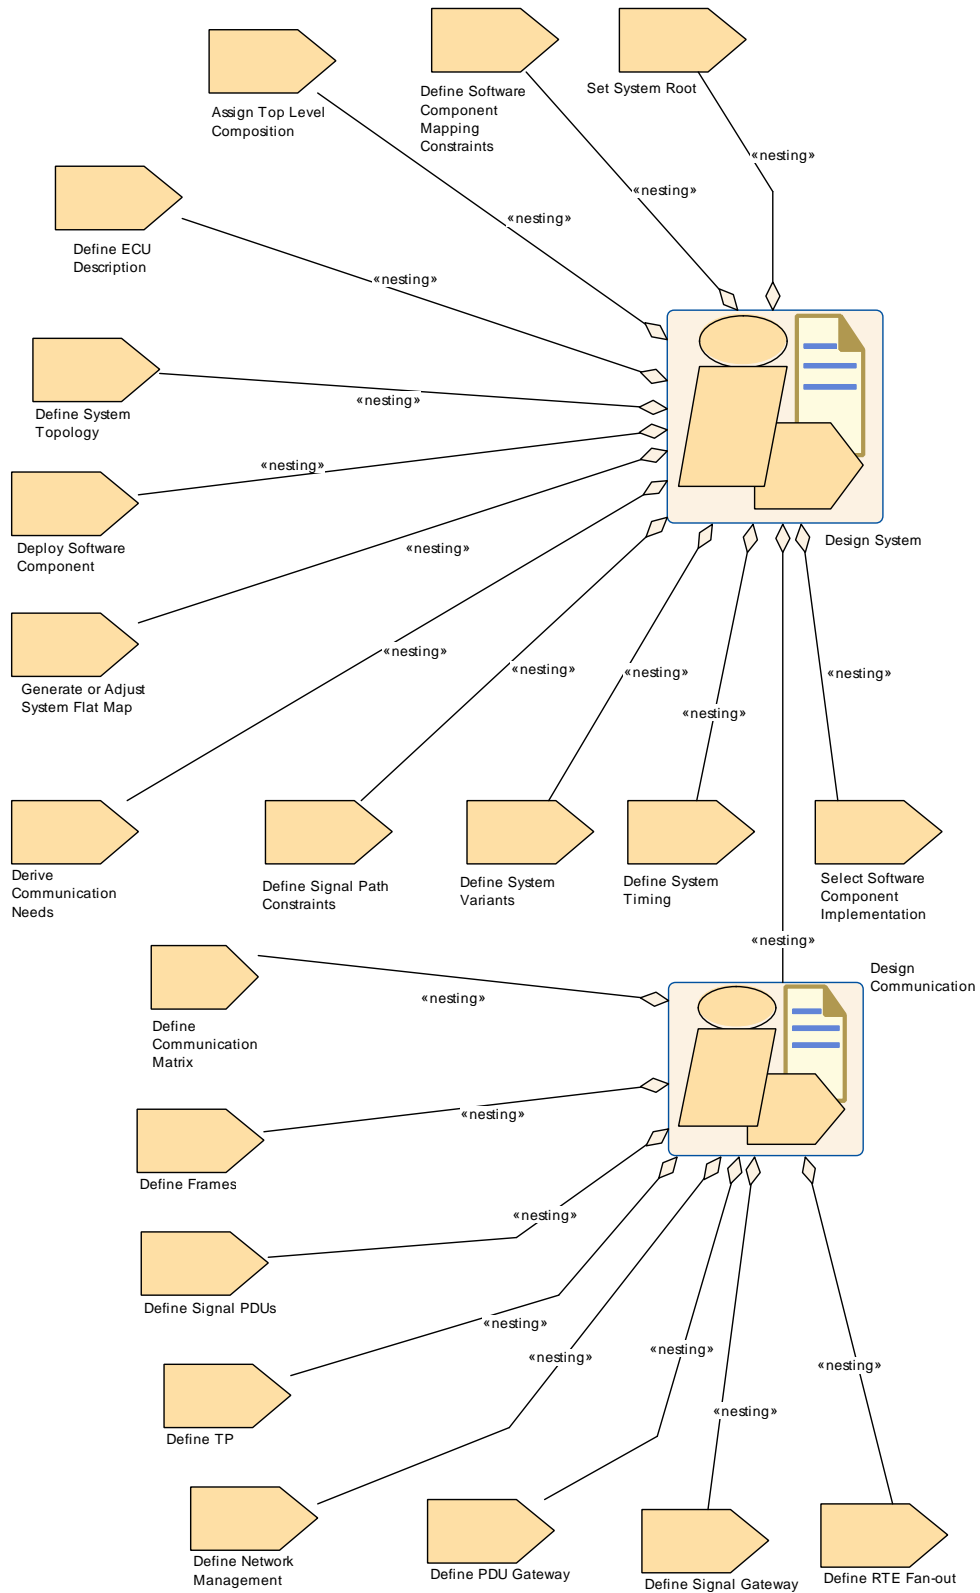 Set System Root
Define Software
Component
Mapping
Constraints
Assign Top Level
Composition
«nesting»
«nesting»
«nesting»
Define ECU
Description
«nesting»
Define System
Topology
«nesting»
«nesting»
Deploy Software
Component
Design System
«nesting»
Generate or Adjust
System Flat Map
«nesting»
«nesting»
«nesting»
«nesting»
«nesting»
Derive
Communication
Needs
Define Signal Path
Constraints
Define System
Variants
Define System
Timing
Select Software
Component
Implementation
«nesting»
Design
Communication
«nesting»
Define
Communication
Matrix
«nesting»
Define Frames
«nesting»
Define Signal PDUs
«nesting»
«nesting»
«nesting»
«nesting»
«nesting»
Define TP
Define Network
Management
Define PDU Gateway
Define Signal Gateway
Define RTE Fan-out